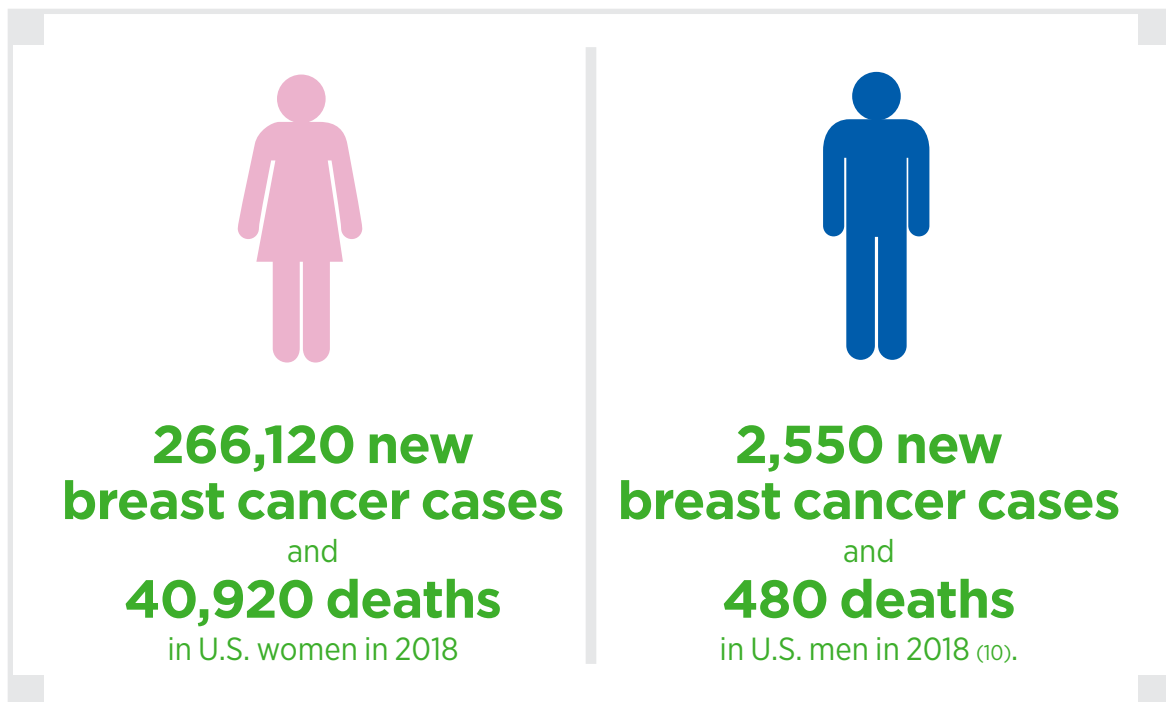 266,120 new
breast cancer cases
and
40,920 deaths
in U.S. women in 2018
2,550 new
breast cancer cases
and
480 deaths
in U.S. men in 2018 (10).